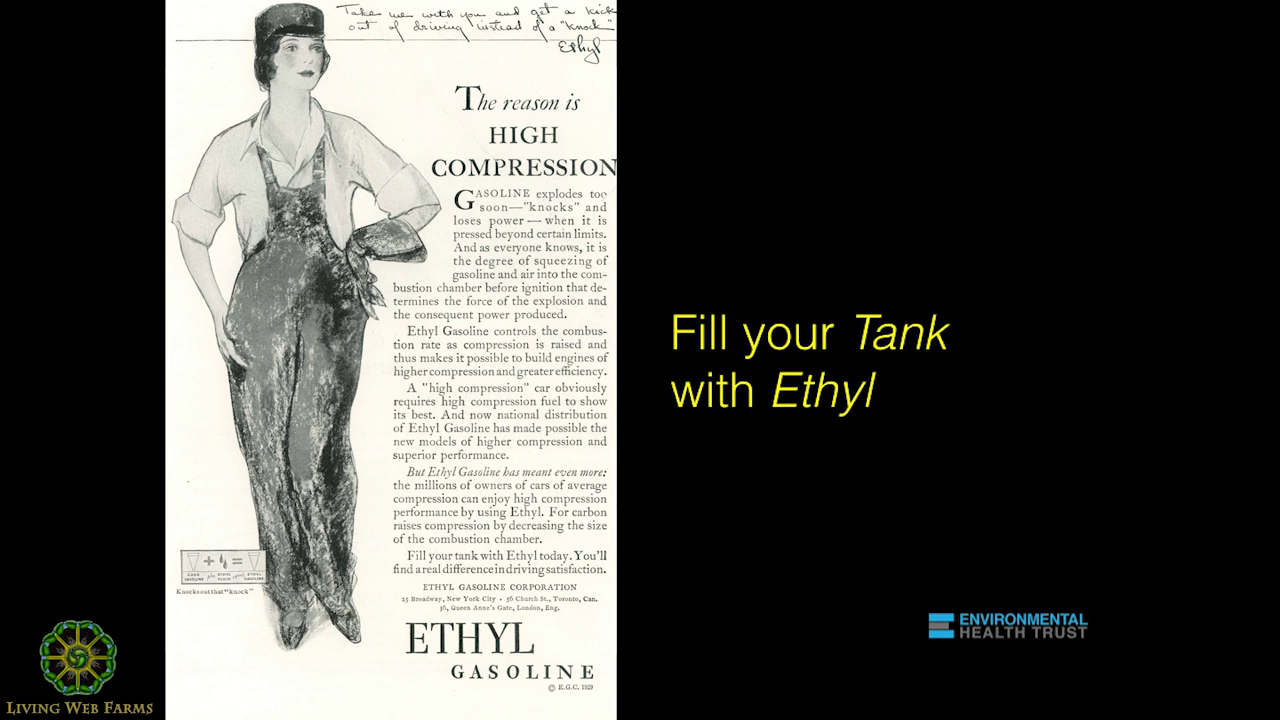 Take me with you and get a kick
out of driving instead of a "knock"
Ethyl
The reason is
HIGH
COMPRESSION
GASOLINE explodes too
soon—"knocks" and
loses power — when it is
pressed beyond certain limits.
And as everyone knows, it is
the degree of squeezing of
gasoline and air into the com-
bustion chamber before ignition that de-
termines the force of the explosion and
the consequent power produced.
Ethyl Gasoline controls the combus-
tion rate as compression is raised and
thus makes it possible to build engines of
higher compression and greater efficiency.
A "high compression" car obviously
requires high compression fuel to show
its best. And now national distribution
of Ethyl Gasoline has made possible the
new models of higher compression and
superior performance.
But Ethyl Gasoline has meant even more:
the millions of owners of cars of average
compression can enjoy high compression
performance by using Ethyl. For carbon
raises compression by decreasing the size
of the combustion chamber.
Fill your tank with Ethyl today. You'll
find a real difference in driving satisfaction.
ETHYL GASOLINE CORPORATION
25 Broadway, New York City • 56 Church St., Toronto, Can.
36, Queen Anne's Gate, London, Eng.
GOOD GASOLINE plus ETHYL FLUID equals ETHYL GASOLINE
Knocks out that "knock"
ETHYL
GASOLINE
© E.G.C. 1929
Fill your Tank
with Ethyl
ENVIRONMENTAL
HEALTH TRUST
LIVING WEB FARMS